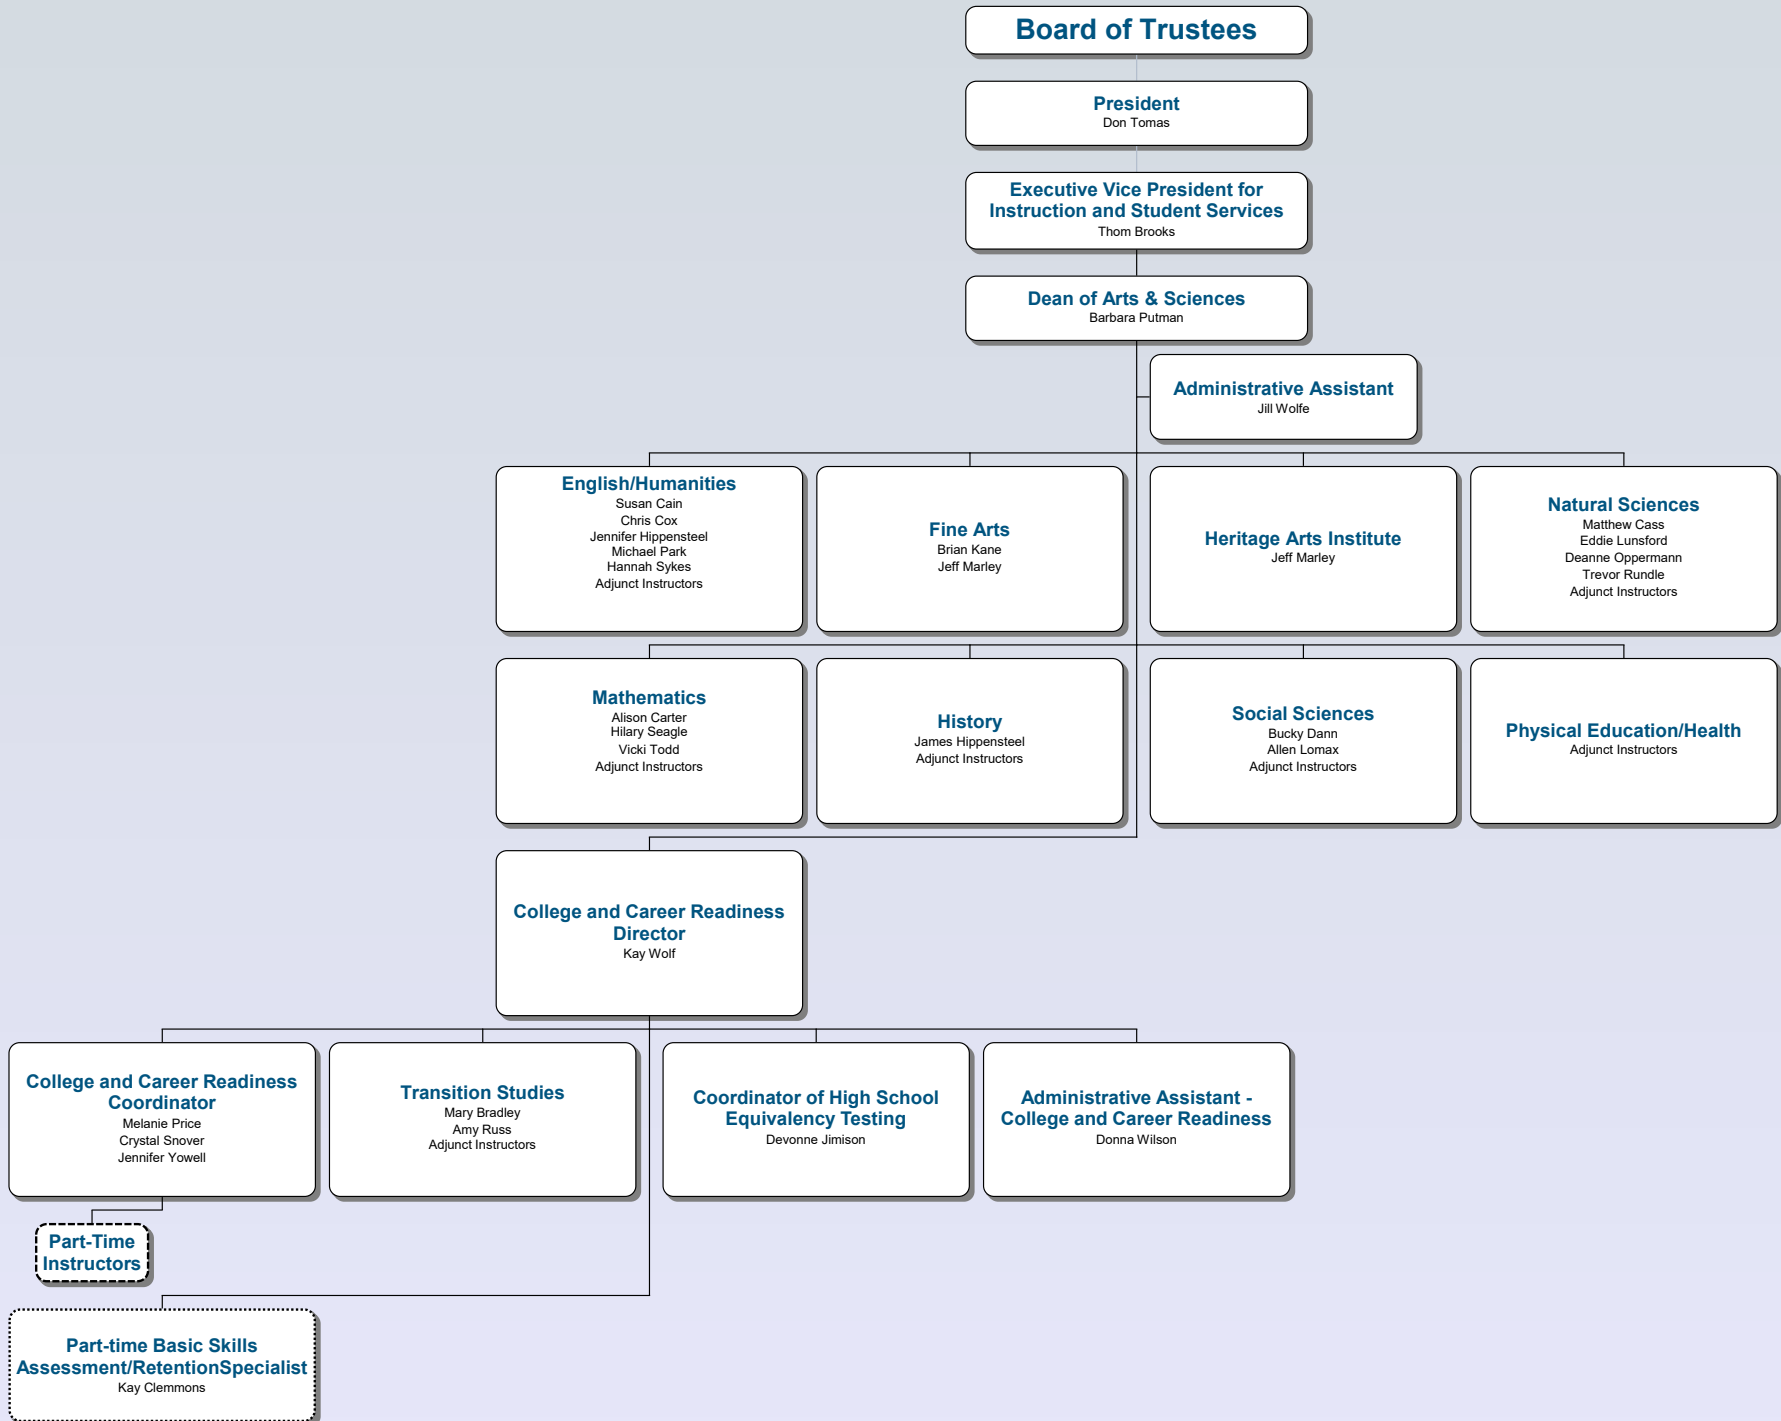 Board of Trustees
President
Don Tomas
Executive Vice President for
Instruction and Student Services
Thom Brooks
Dean of Arts & Sciences
Barbara Putman
Administrative Assistant
Jill Wolfe
English/Humanities
Susan Cain
Chris Cox
Jennifer Hippensteel
Michael Park
Hannah Sykes
Adjunct Instructors
Fine Arts
Brian Kane
Jeff Marley
Heritage Arts Institute
Jeff Marley
Natural Sciences
Matthew Cass
Eddie Lunsford
Deanne Oppermann
Trevor Rundle
Adjunct Instructors
Mathematics
Alison Carter
Hilary Seagle
Vicki Todd
Adjunct Instructors
History
James Hippensteel
Adjunct Instructors
Social Sciences
Bucky Dann
Allen Lomax
Adjunct Instructors
Physical Education/Health
Adjunct Instructors
College and Career Readiness
Director
Kay Wolf
College and Career Readiness
Coordinator
Melanie Price
Crystal Snover
Jennifer Yowell
Transition Studies
Mary Bradley
Amy Russ
Adjunct Instructors
Coordinator of High School
Equivalency Testing
Devonne Jimison
Administrative Assistant -
College and Career Readiness
Donna Wilson
Part-Time
Instructors
Part-time Basic Skills
Assessment/RetentionSpecialist
Kay Clemmons